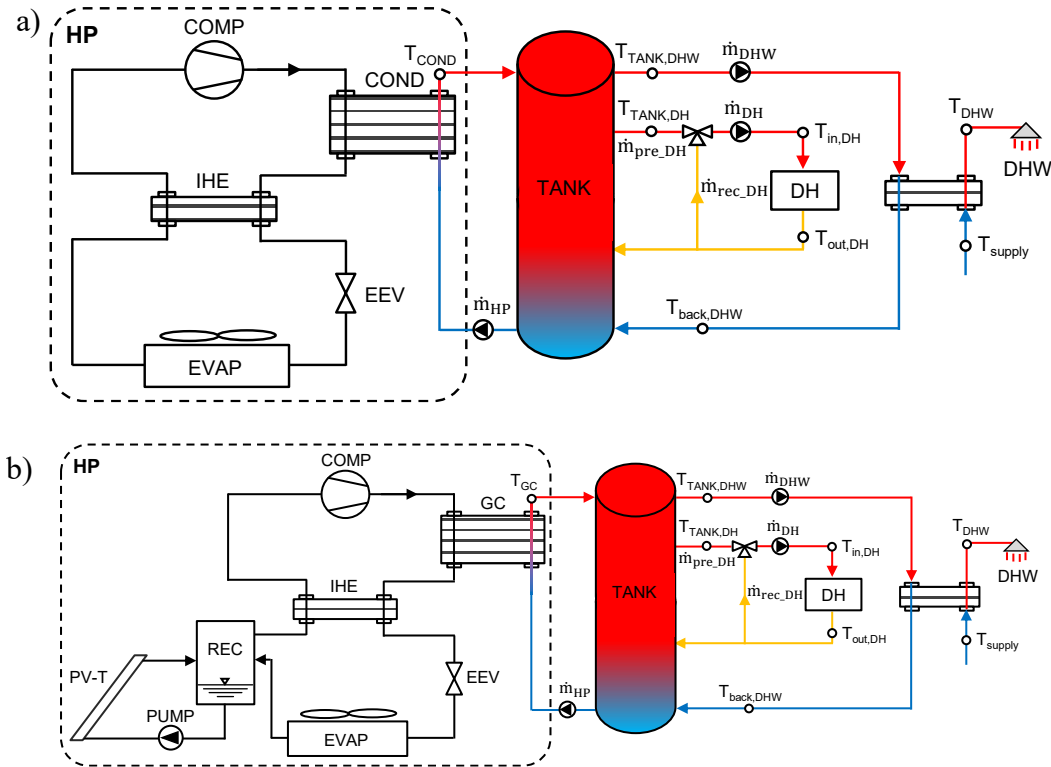 a)
HP
COMP
T_COND
COND
IHE
EEV
EVAP
ṁ_HP
TANK
T_TANK,DHW
ṁ_DHW
T_TANK,DH
ṁ_DH
ṁ_pre_DH
T_in,DH
ṁ_rec_DH
DH
T_out,DH
T_back,DHW
T_DHW
DHW
T_supply
b)
HP
COMP
T_GC
GC
IHE
REC
PV-T
PUMP
EEV
EVAP
ṁ_HP
TANK
T_TANK,DHW
ṁ_DHW
T_TANK,DH
ṁ_DH
ṁ_pre_DH
T_in,DH
ṁ_rec_DH
DH
T_out,DH
T_back,DHW
T_DHW
DHW
T_supply